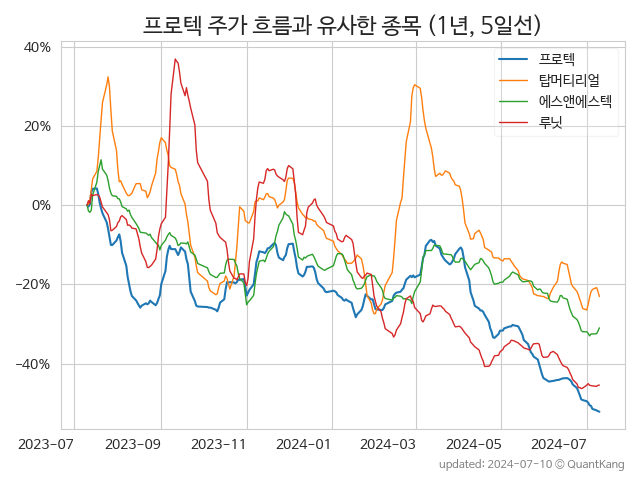 프로텍 주가 흐름과 유사한 종목 (1년, 5일선)
프로텍
탑머티리얼
에스앤에스텍
루닛
40%
20%
0%
−20%
−40%
2023-07 2023-09 2023-11 2024-01 2024-03 2024-05 2024-07
updated: 2024-07-10 © QuantKang